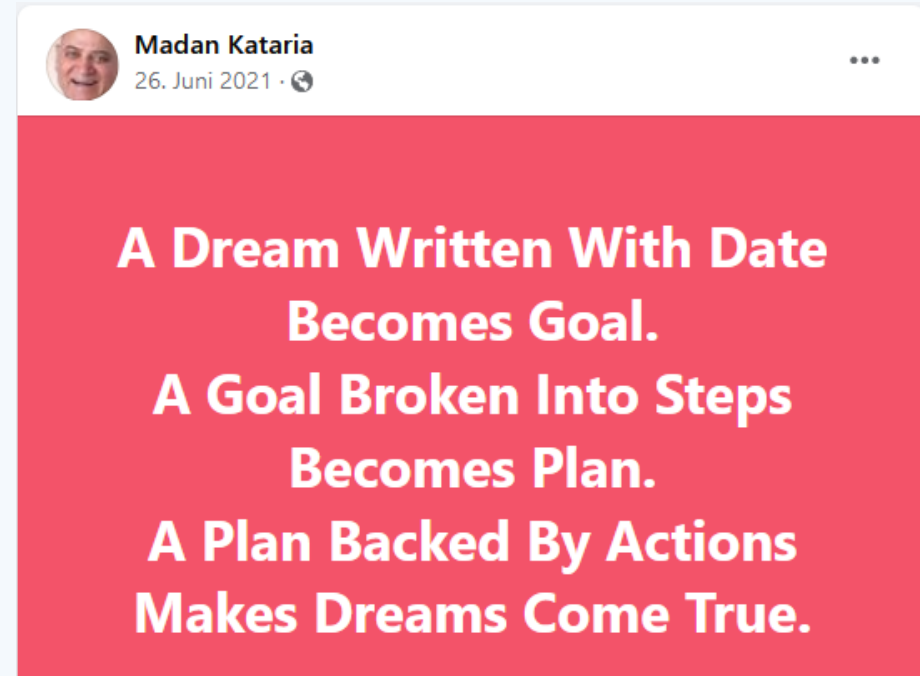 Madan Kataria
26. Juni 2021 ·
A Dream Written With Date
Becomes Goal.
A Goal Broken Into Steps
Becomes Plan.
A Plan Backed By Actions
Makes Dreams Come True.